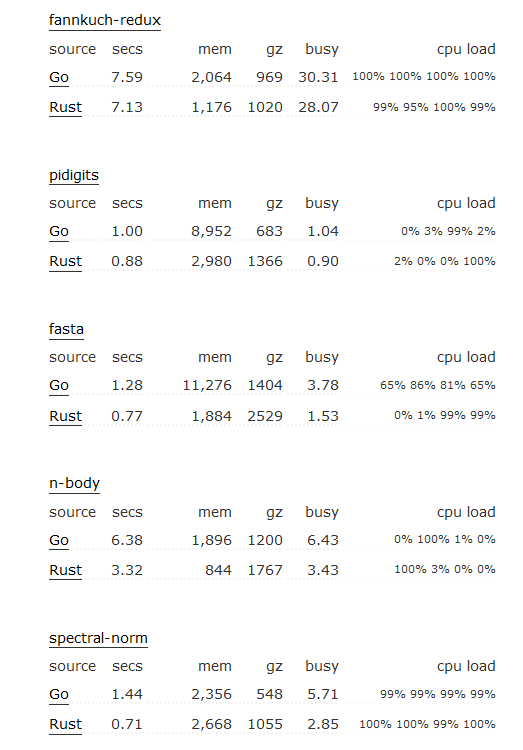 fannkuch-redux
source secs mem gz busy cpu load
Go 7.59 2,064 969 30.31 100% 100% 100% 100%
Rust 7.13 1,176 1020 28.07 99% 95% 100% 99%
pidigits
source secs mem gz busy cpu load
Go 1.00 8,952 683 1.04 0% 3% 99% 2%
Rust 0.88 2,980 1366 0.90 2% 0% 0% 100%
fasta
source secs mem gz busy cpu load
Go 1.28 11,276 1404 3.78 65% 86% 81% 65%
Rust 0.77 1,884 2529 1.53 0% 1% 99% 99%
n-body
source secs mem gz busy cpu load
Go 6.38 1,896 1200 6.43 0% 100% 1% 0%
Rust 3.32 844 1767 3.43 100% 3% 0% 0%
spectral-norm
source secs mem gz busy cpu load
Go 1.44 2,356 548 5.71 99% 99% 99% 99%
Rust 0.71 2,668 1055 2.85 100% 100% 99% 100%